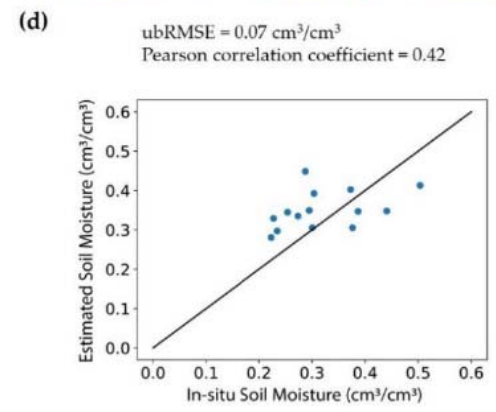 (d)
ubRMSE = 0.07 cm³/cm³
Pearson correlation coefficient = 0.42
Estimated Soil Moisture (cm³/cm³)
0.6
0.5
0.4
0.3
0.2
0.1
0.0
0.0 0.1 0.2 0.3 0.4 0.5 0.6
In-situ Soil Moisture (cm³/cm³)